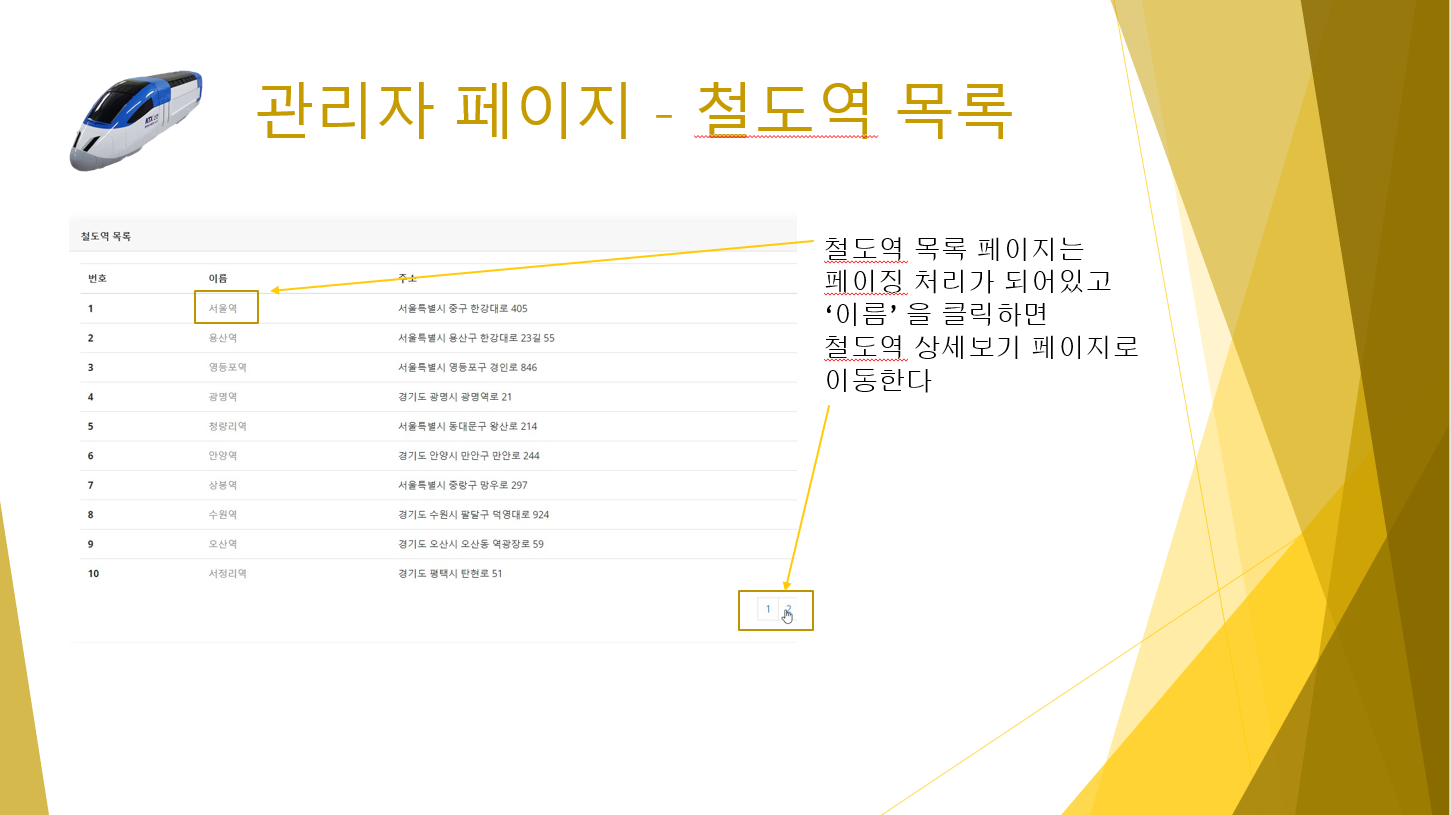 관리자 페이지 - 철도역 목록
철도역 목록
번호 이름 주소
1 서울역 서울특별시 중구 한강대로 405
2 용산역 서울특별시 용산구 한강대로 23길 55
3 영등포역 서울특별시 영등포구 경인로 846
4 광명역 경기도 광명시 광명역로 21
5 청량리역 서울특별시 동대문구 왕산로 214
6 안양역 경기도 안양시 만안구 만안로 244
7 상봉역 서울특별시 중랑구 망우로 297
8 수원역 경기도 수원시 팔달구 덕영대로 924
9 오산역 경기도 오산시 오산동 역광장로 59
10 서정리역 경기도 평택시 탄현로 51
1 2
철도역 목록 페이지는
페이징 처리가 되어있고
‘이름’ 을 클릭하면
철도역 상세보기 페이지로
이동한다